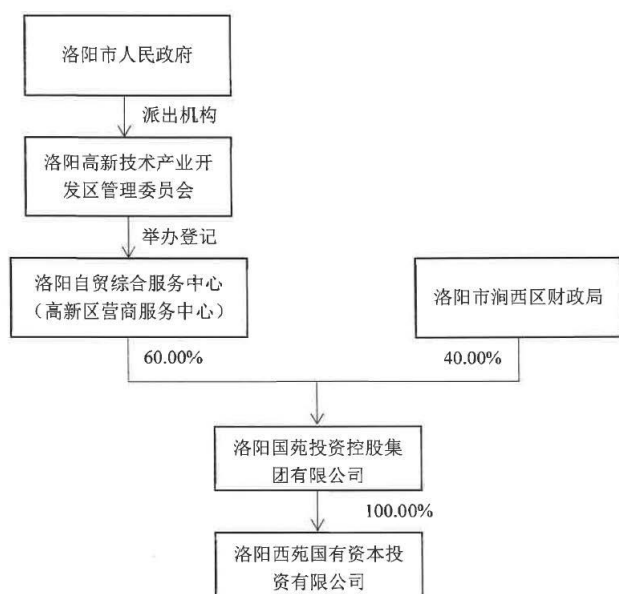 洛阳市人民政府
派出机构
洛阳高新技术产业开
发区管理委员会
举办登记
洛阳自贸综合服务中心
（高新区营商服务中心）
洛阳市涧西区财政局
60.00%
40.00%
洛阳国苑投资控股集
团有限公司
100.00%
洛阳西苑国有资本投
资有限公司